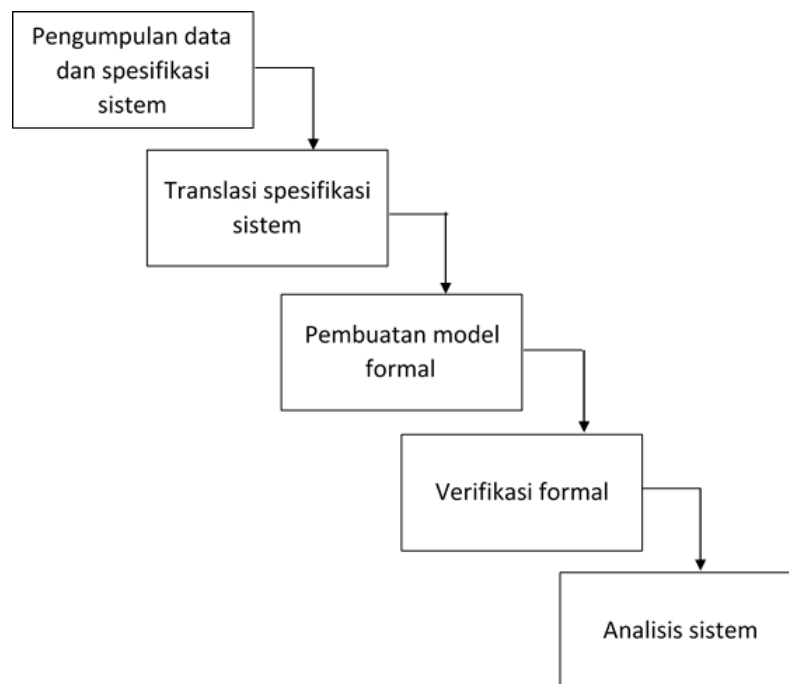 Pengumpulan data
dan spesifikasi
sistem
Translasi spesifikasi
sistem
Pembuatan model
formal
Verifikasi formal
Analisis sistem